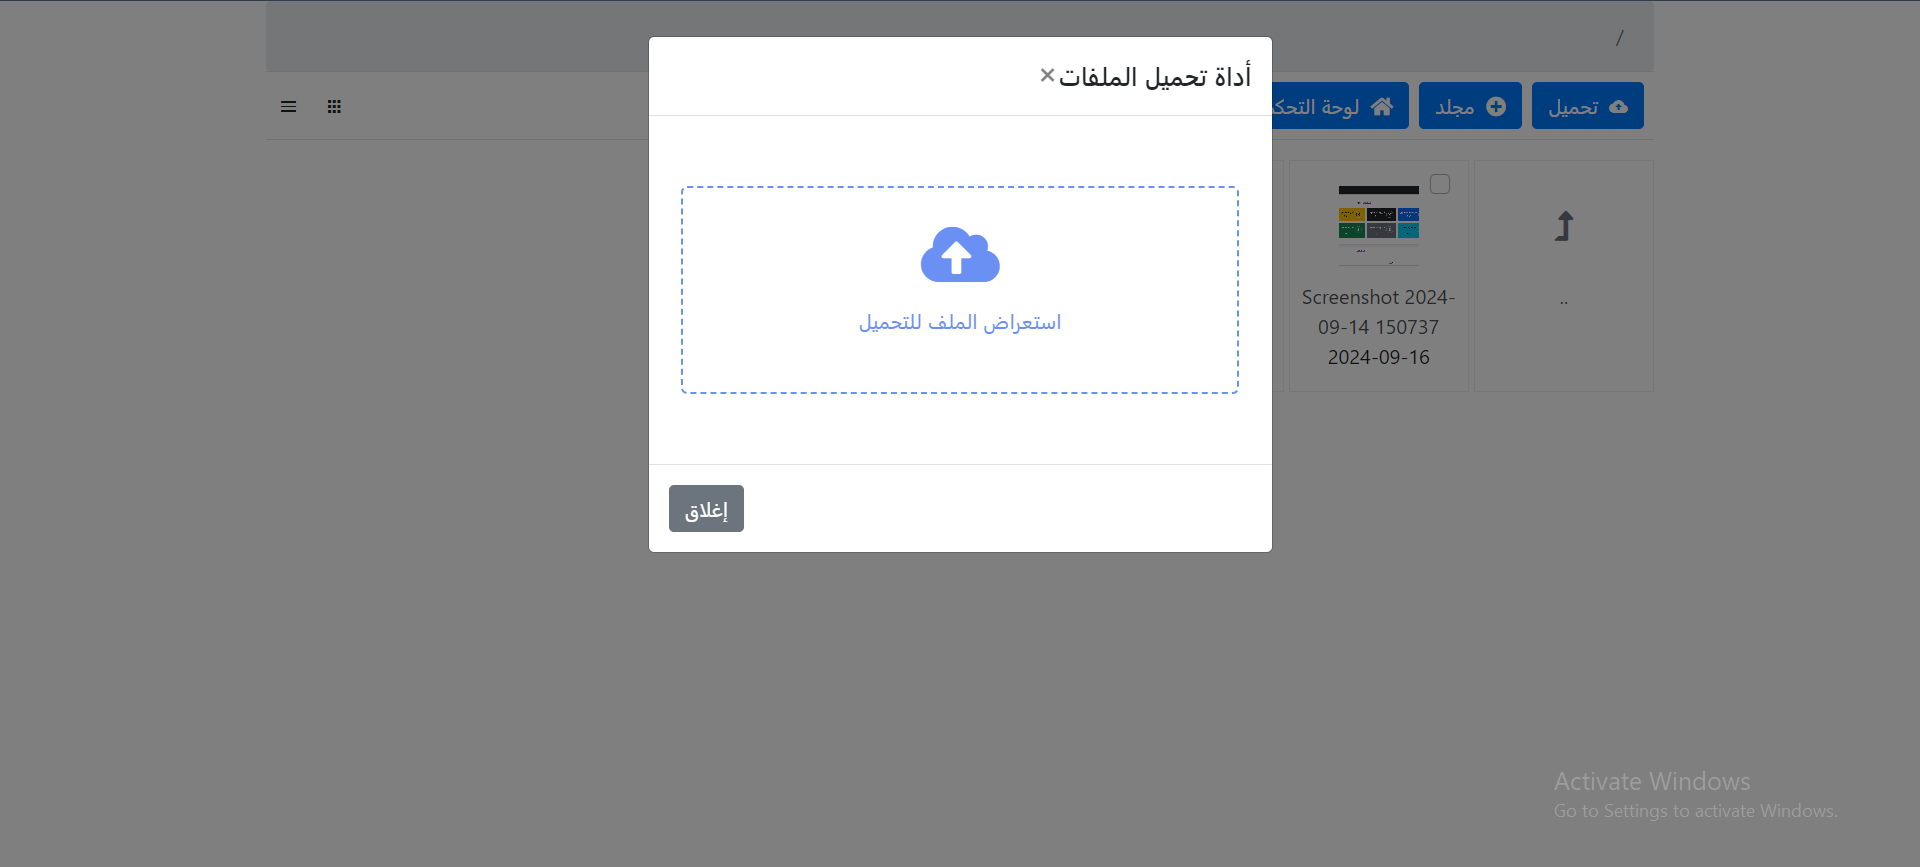 /
أداة تحميل الملفات ×
تحميل
مجلد
لوحة التحك
استعراض الملف للتحميل
..
Screenshot 2024-
09-14 150737
2024-09-16
إغلاق
Activate Windows
Go to Settings to activate Windows.